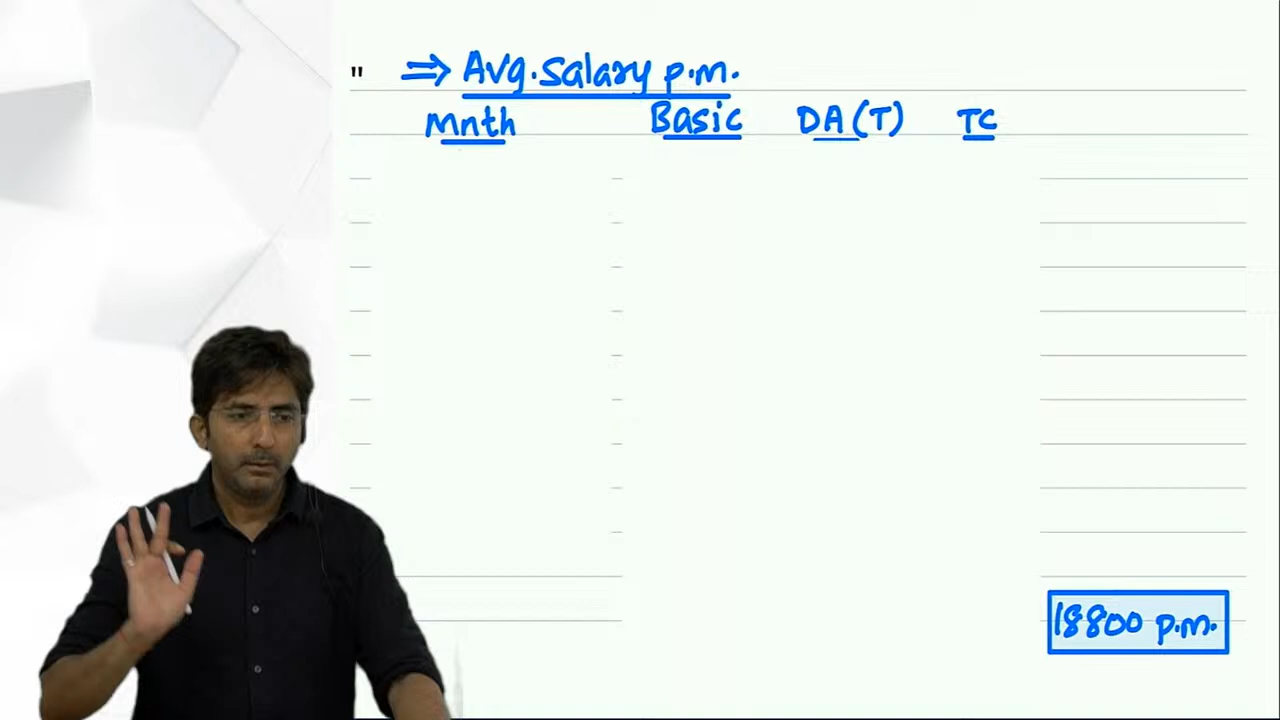 " ⇒ Avg. Salary p.m.
Mnth Basic DA (T) TC
18800 p.m.